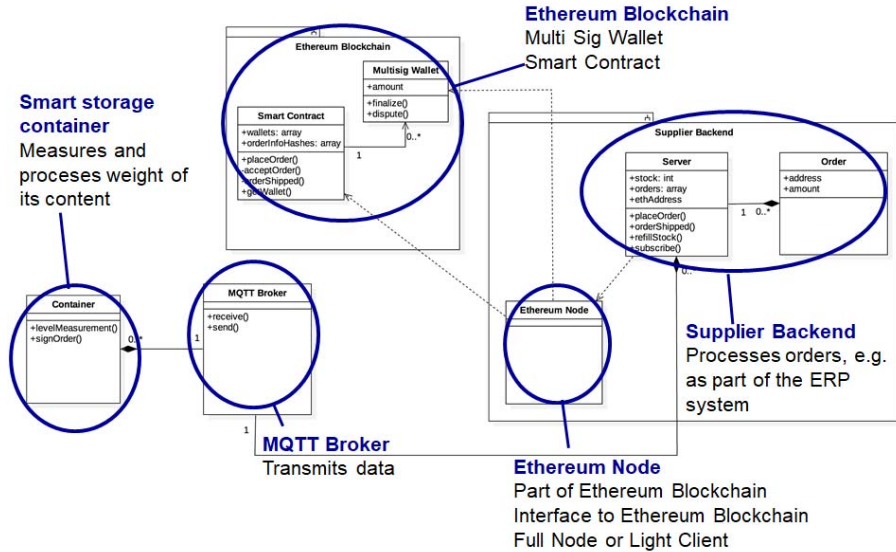 Ethereum Blockchain
Multi Sig Wallet
Smart Contract
Ethereum Blockchain
Multisig Wallet
+amount
+finalize()
+dispute()
Smart Contract
+wallets: array
+orderInfoHashes: array
+placeOrder()
-acceptOrder()
+orderShipped()
+getWallet()
1
0..*
Smart storage
container
Measures and
proceses weight of
its content
Supplier Backend
Server
+stock: int
+orders: array
+ethAddress
+placeOrder()
+orderShipped()
+refillStock()
+subscribe()
1
0..*
Order
+address
+amount
0..*
Container
+levelMeasurement()
+signOrder()
0..*
1
MQTT Broker
+receive()
+send()
1
Ethereum Node
Supplier Backend
Processes orders, e.g.
as part of the ERP
system
MQTT Broker
Transmits data
Ethereum Node
Part of Ethereum Blockchain
Interface to Ethereum Blockchain
Full Node or Light Client